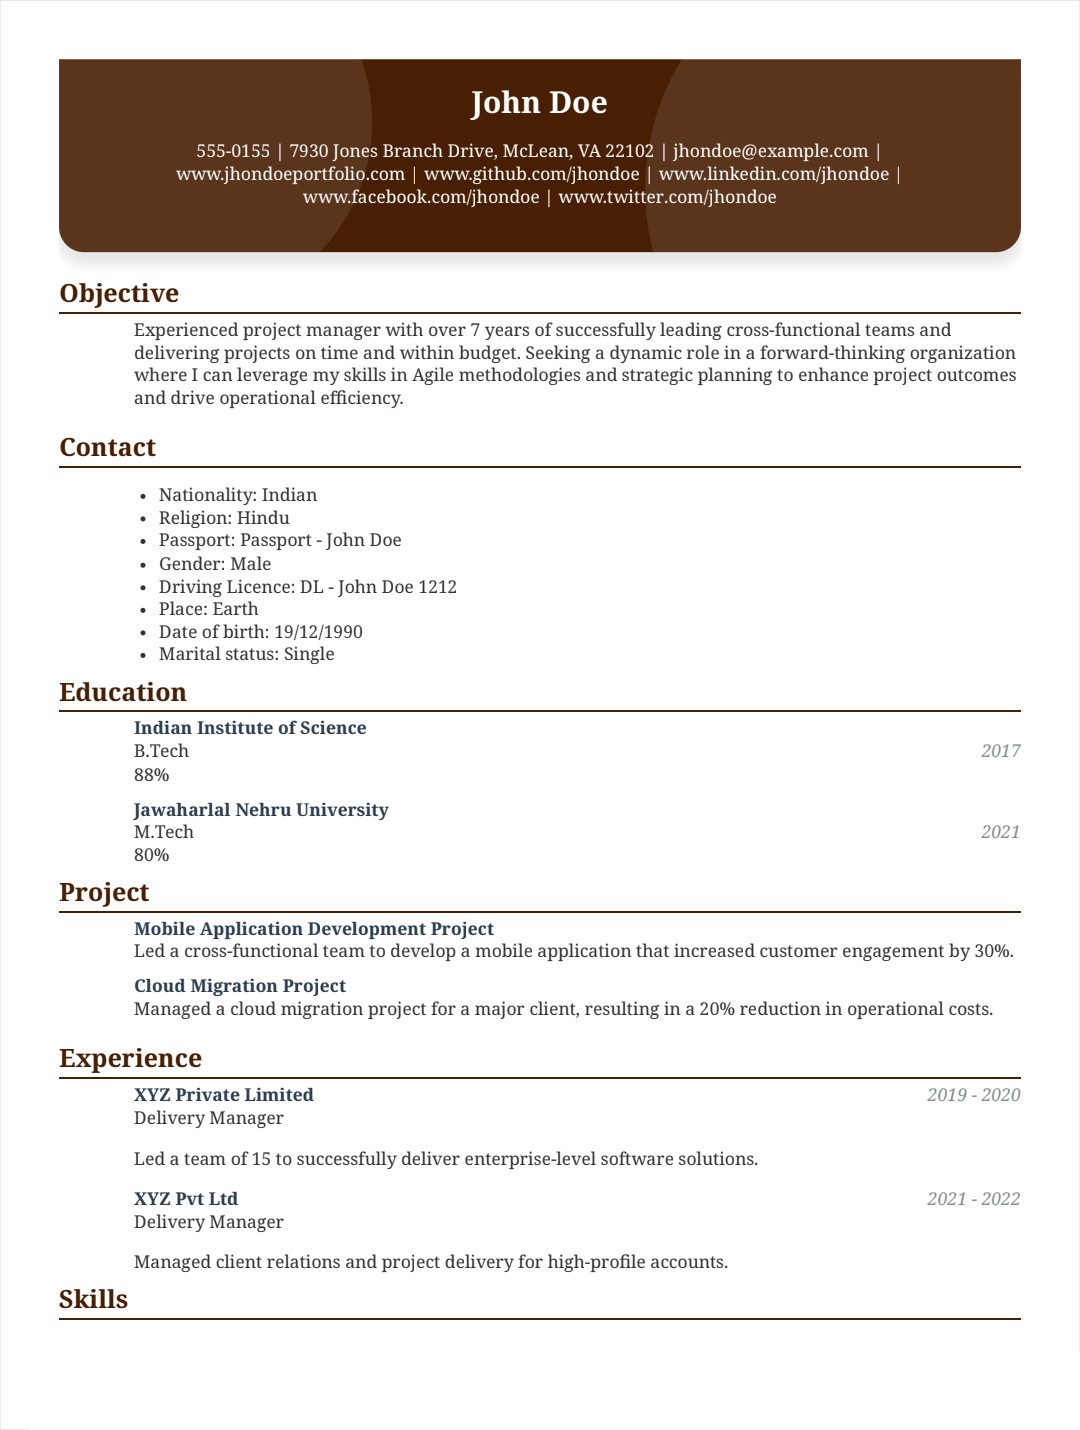 John Doe
555-0155 | 7930 Jones Branch Drive, McLean, VA 22102 | jhondoe@example.com |
www.jhondoeportfolio.com | www.github.com/jhondoe | www.linkedin.com/jhondoe |
www.facebook.com/jhondoe | www.twitter.com/jhondoe
Objective
Experienced project manager with over 7 years of successfully leading cross-functional teams and
delivering projects on time and within budget. Seeking a dynamic role in a forward-thinking organization
where I can leverage my skills in Agile methodologies and strategic planning to enhance project outcomes
and drive operational efficiency.
Contact
• Nationality: Indian
• Religion: Hindu
• Passport: Passport - John Doe
• Gender: Male
• Driving Licence: DL - John Doe 1212
• Place: Earth
• Date of birth: 19/12/1990
• Marital status: Single
Education
Indian Institute of Science
B.Tech 2017
88%
Jawaharlal Nehru University
M.Tech 2021
80%
Project
Mobile Application Development Project
Led a cross-functional team to develop a mobile application that increased customer engagement by 30%.
Cloud Migration Project
Managed a cloud migration project for a major client, resulting in a 20% reduction in operational costs.
Experience
XYZ Private Limited 2019 - 2020
Delivery Manager
Led a team of 15 to successfully deliver enterprise-level software solutions.
XYZ Pvt Ltd 2021 - 2022
Delivery Manager
Managed client relations and project delivery for high-profile accounts.
Skills